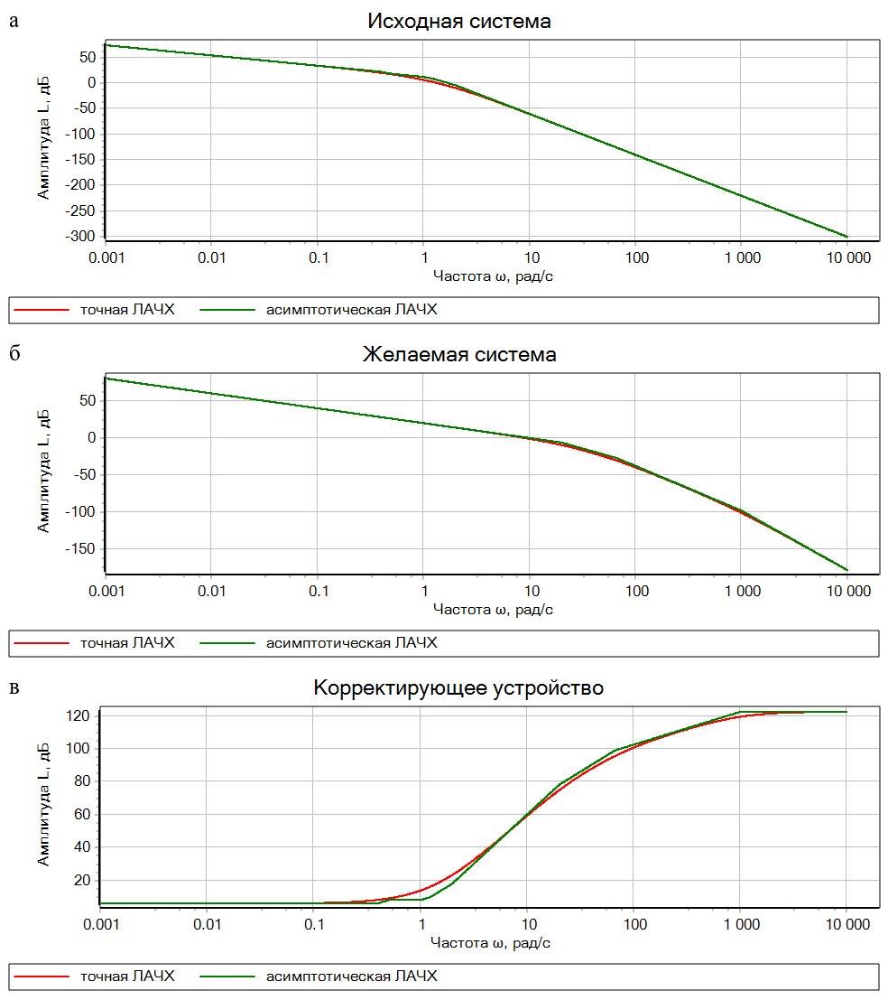 а
Исходная система
Амплитуда L, дБ
50
0
-50
-100
-150
-200
-250
-300
0.001 0.01 0.1 1 10 100 1 000 10 000
Частота ω, рад/с
точная ЛАЧХ асимптотическая ЛАЧХ
б
Желаемая система
Амплитуда L, дБ
50
0
-50
-100
-150
0.001 0.01 0.1 1 10 100 1 000 10 000
Частота ω, рад/с
точная ЛАЧХ асимптотическая ЛАЧХ
в
Корректирующее устройство
Амплитуда L, дБ
120
100
80
60
40
20
0.001 0.01 0.1 1 10 100 1 000 10 000
Частота ω, рад/с
точная ЛАЧХ асимптотическая ЛАЧХ